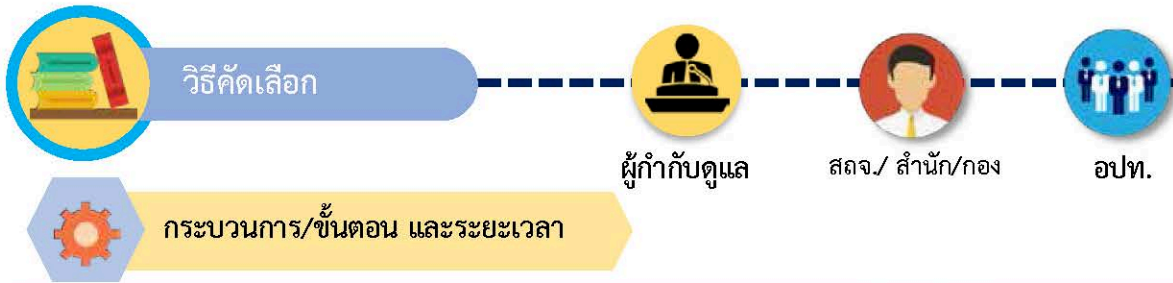 วิธีคัดเลือก
ผู้กำกับดูแล
สถจ./ สำนัก/กอง
อปท.
กระบวนการ/ขั้นตอน และระยะเวลา